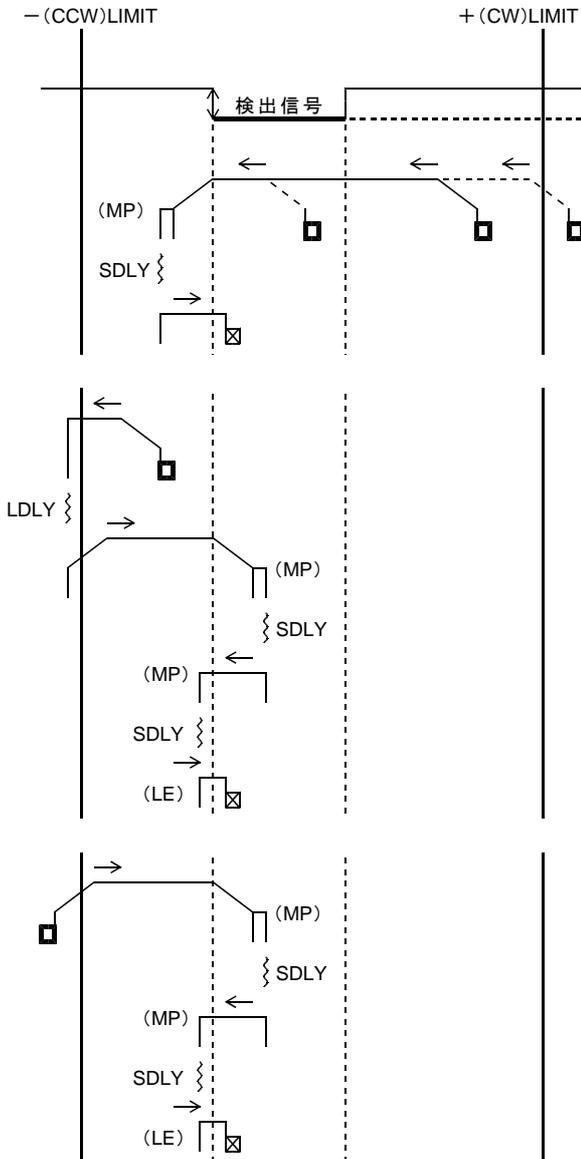 －(CCW)LIMIT
＋(CW)LIMIT
検出信号
(MP)
SDLY
LDLY
(MP)
SDLY
(MP)
SDLY
(LE)
(MP)
SDLY
(MP)
SDLY
(LE)